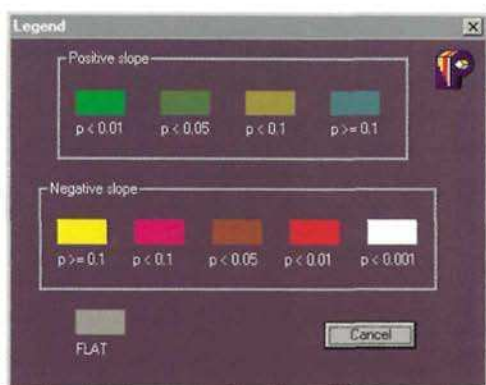 Legend
Positive slope
p < 0.01 p < 0.05 p < 0.1 p >= 0.1
Negative slope
p >= 0.1 p < 0.1 p < 0.05 p < 0.01 p < 0.001
FLAT
Cancel